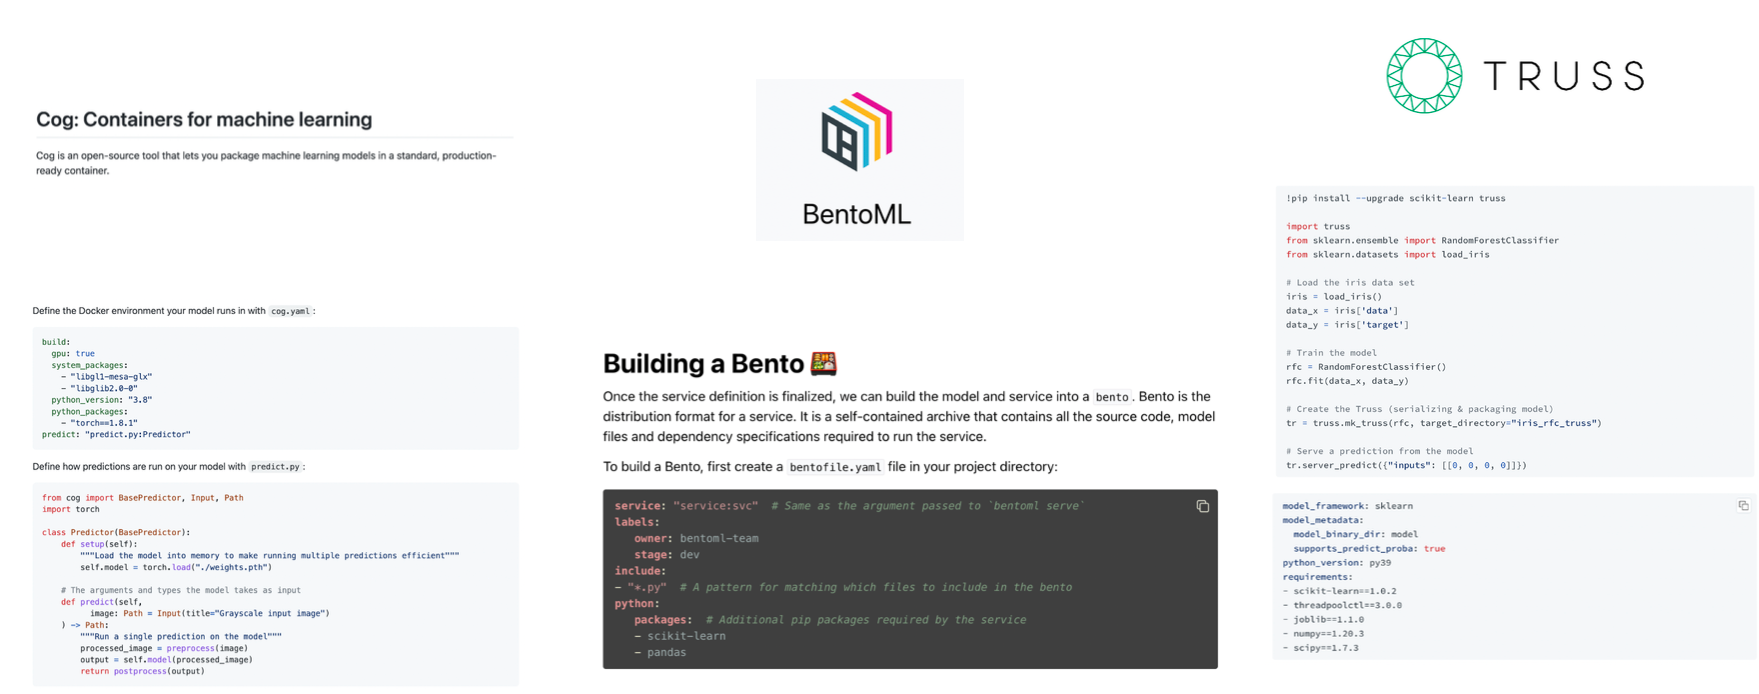 Cog: Containers for machine learning
Cog is an open-source tool that lets you package machine learning models in a standard, production-
ready container.
Define the Docker environment your model runs in with cog.yaml :
build:
  gpu: true
  system_packages:
    - "libgl1-mesa-glx"
    - "libglib2.0-0"
  python_version: "3.8"
  python_packages:
    - "torch==1.8.1"
predict: "predict.py:Predictor"
Define how predictions are run on your model with predict.py :
from cog import BasePredictor, Input, Path
import torch
class Predictor(BasePredictor):
    def setup(self):
        """Load the model into memory to make running multiple predictions efficient"""
        self.model = torch.load("./weights.pth")
    # The arguments and types the model takes as input
    def predict(self,
          image: Path = Input(title="Grayscale input image")
    ) -> Path:
        """Run a single prediction on the model"""
        processed_image = preprocess(image)
        output = self.model(processed_image)
        return postprocess(output)
BentoML
Building a Bento 🍱
Once the service definition is finalized, we can build the model and service into a bento . Bento is the
distribution format for a service. It is a self-contained archive that contains all the source code, model
files and dependency specifications required to run the service.
To build a Bento, first create a bentofile.yaml file in your project directory:
service: "service:svc"  # Same as the argument passed to `bentoml serve`
labels:
   owner: bentoml-team
   stage: dev
include:
- "*.py"  # A pattern for matching which files to include in the bento
python:
   packages:  # Additional pip packages required by the service
   - scikit-learn
   - pandas
TRUSS
!pip install --upgrade scikit-learn truss
import truss
from sklearn.ensemble import RandomForestClassifier
from sklearn.datasets import load_iris
# Load the iris data set
iris = load_iris()
data_x = iris['data']
data_y = iris['target']
# Train the model
rfc = RandomForestClassifier()
rfc.fit(data_x, data_y)
# Create the Truss (serializing & packaging model)
tr = truss.mk_truss(rfc, target_directory="iris_rfc_truss")
# Serve a prediction from the model
tr.server_predict({"inputs": [[0, 0, 0, 0]]})
model_framework: sklearn
model_metadata:
  model_binary_dir: model
  supports_predict_proba: true
python_version: py39
requirements:
- scikit-learn==1.0.2
- threadpoolctl==3.0.0
- joblib==1.1.0
- numpy==1.20.3
- scipy==1.7.3